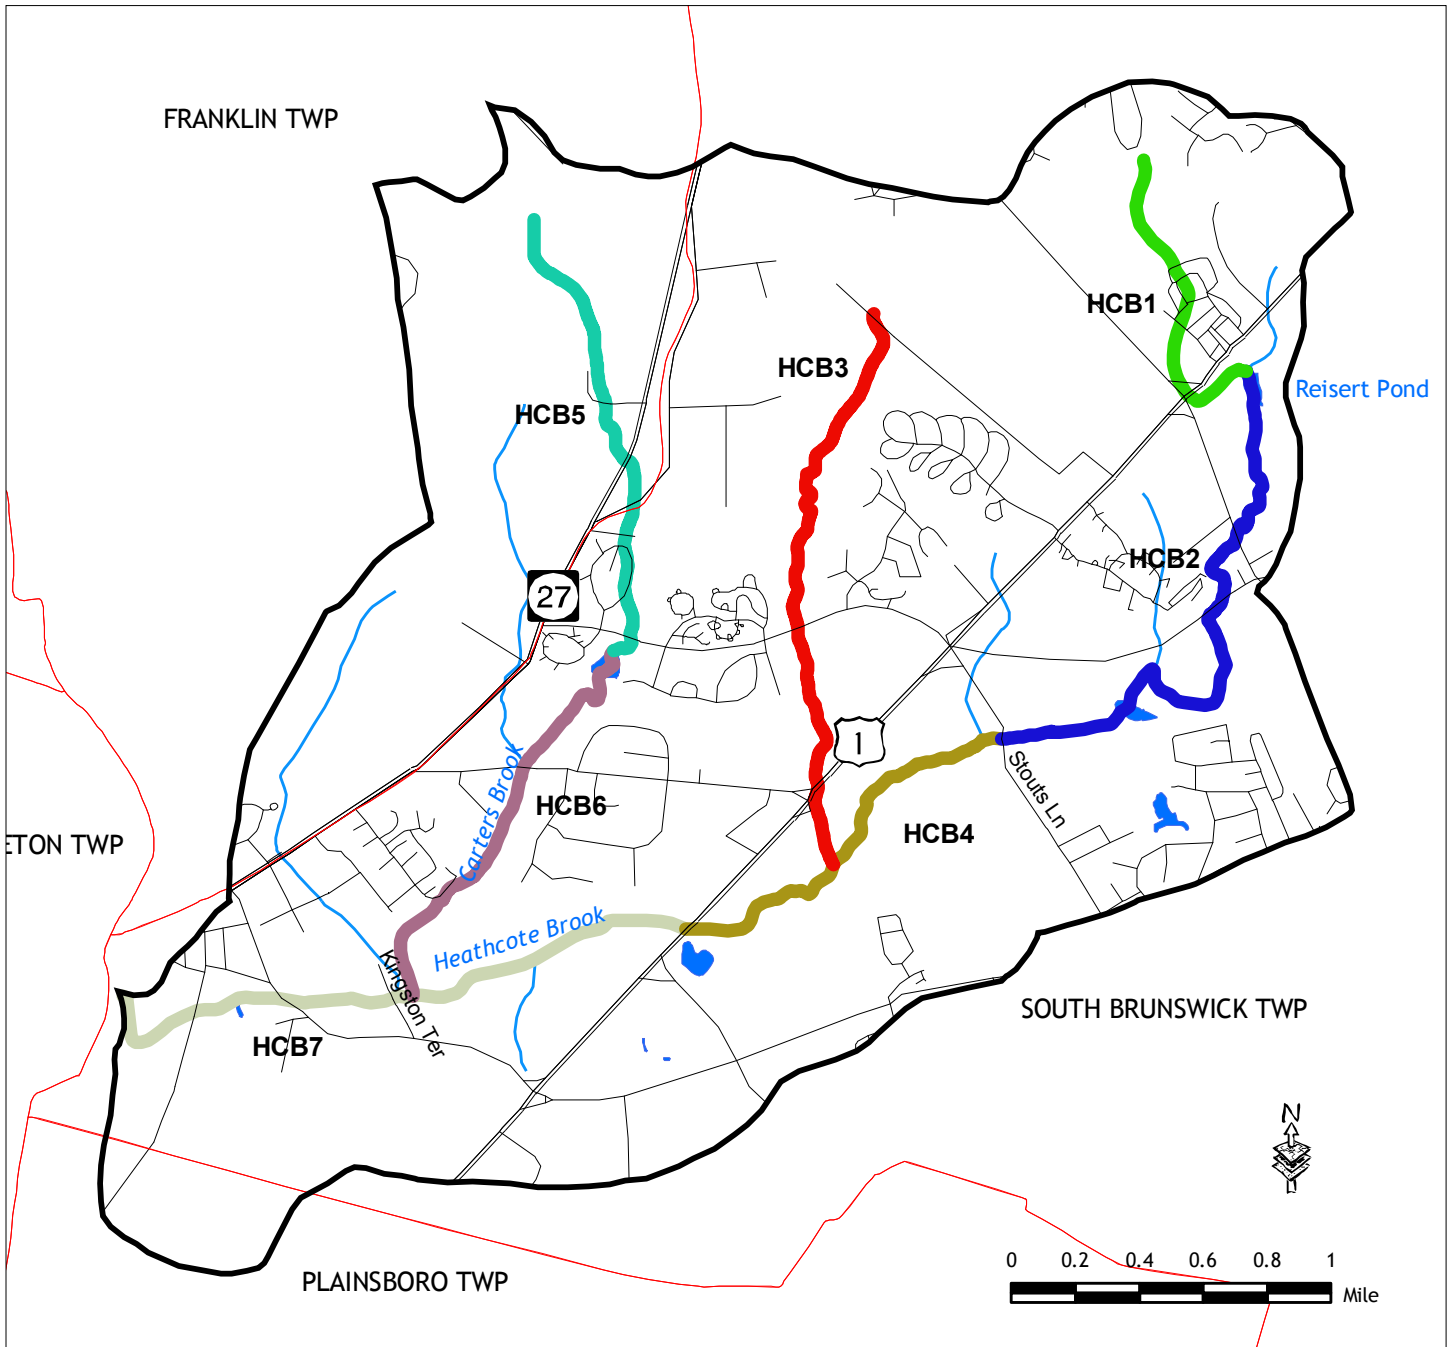 FRANKLIN TWP
HCB1
HCB3
Reisert Pond
HCB5
HCB2
27
1
Carters Brook
Stouts Ln
HCB6
HCB4
ETON TWP
Heathcote Brook
Kingston Ter
SOUTH BRUNSWICK TWP
HCB7
N
0 0.2 0.4 0.6 0.8 1
Mile
PLAINSBORO TWP